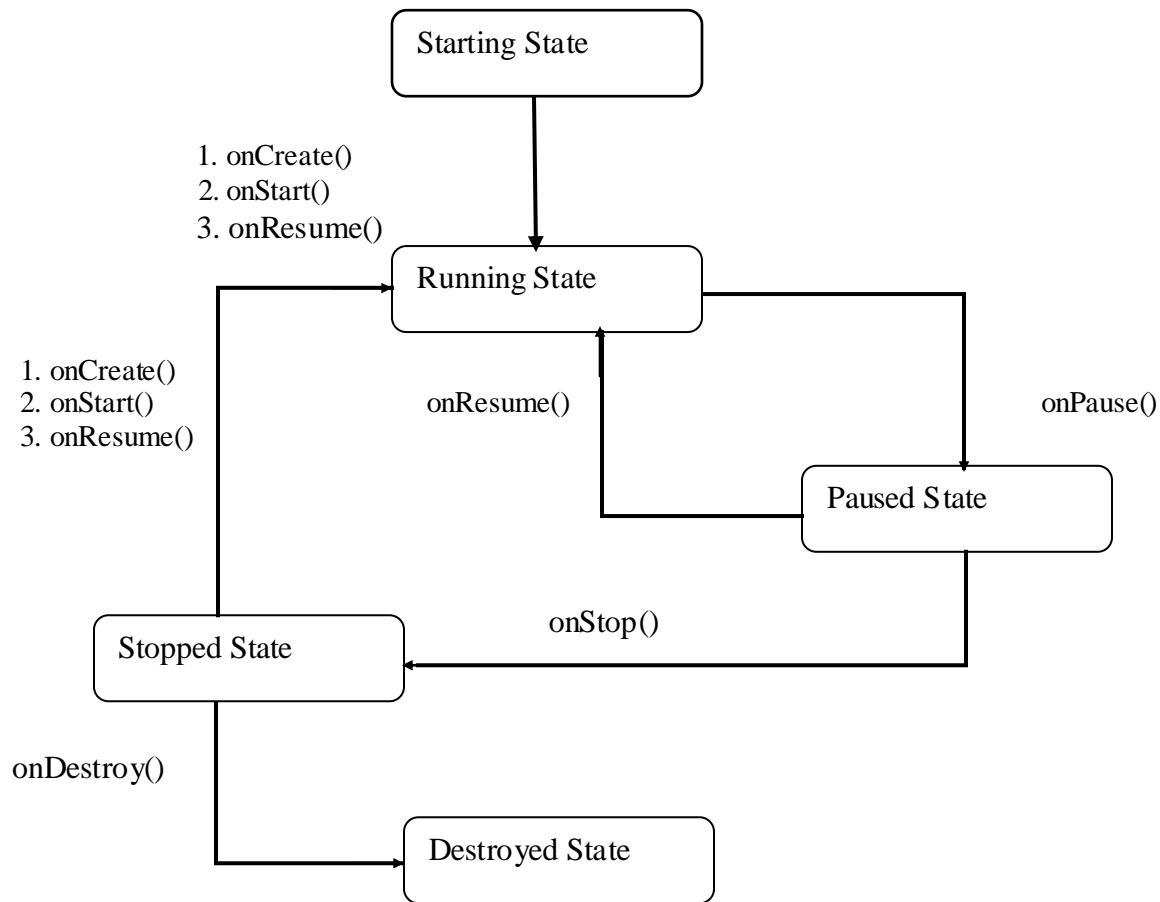 Starting State
1. onCreate()
2. onStart()
3. onResume()
Running State
1. onCreate()
2. onStart()
3. onResume()
onResume()
onPause()
Paused State
onStop()
Stopped State
onDestroy()
Destroyed State